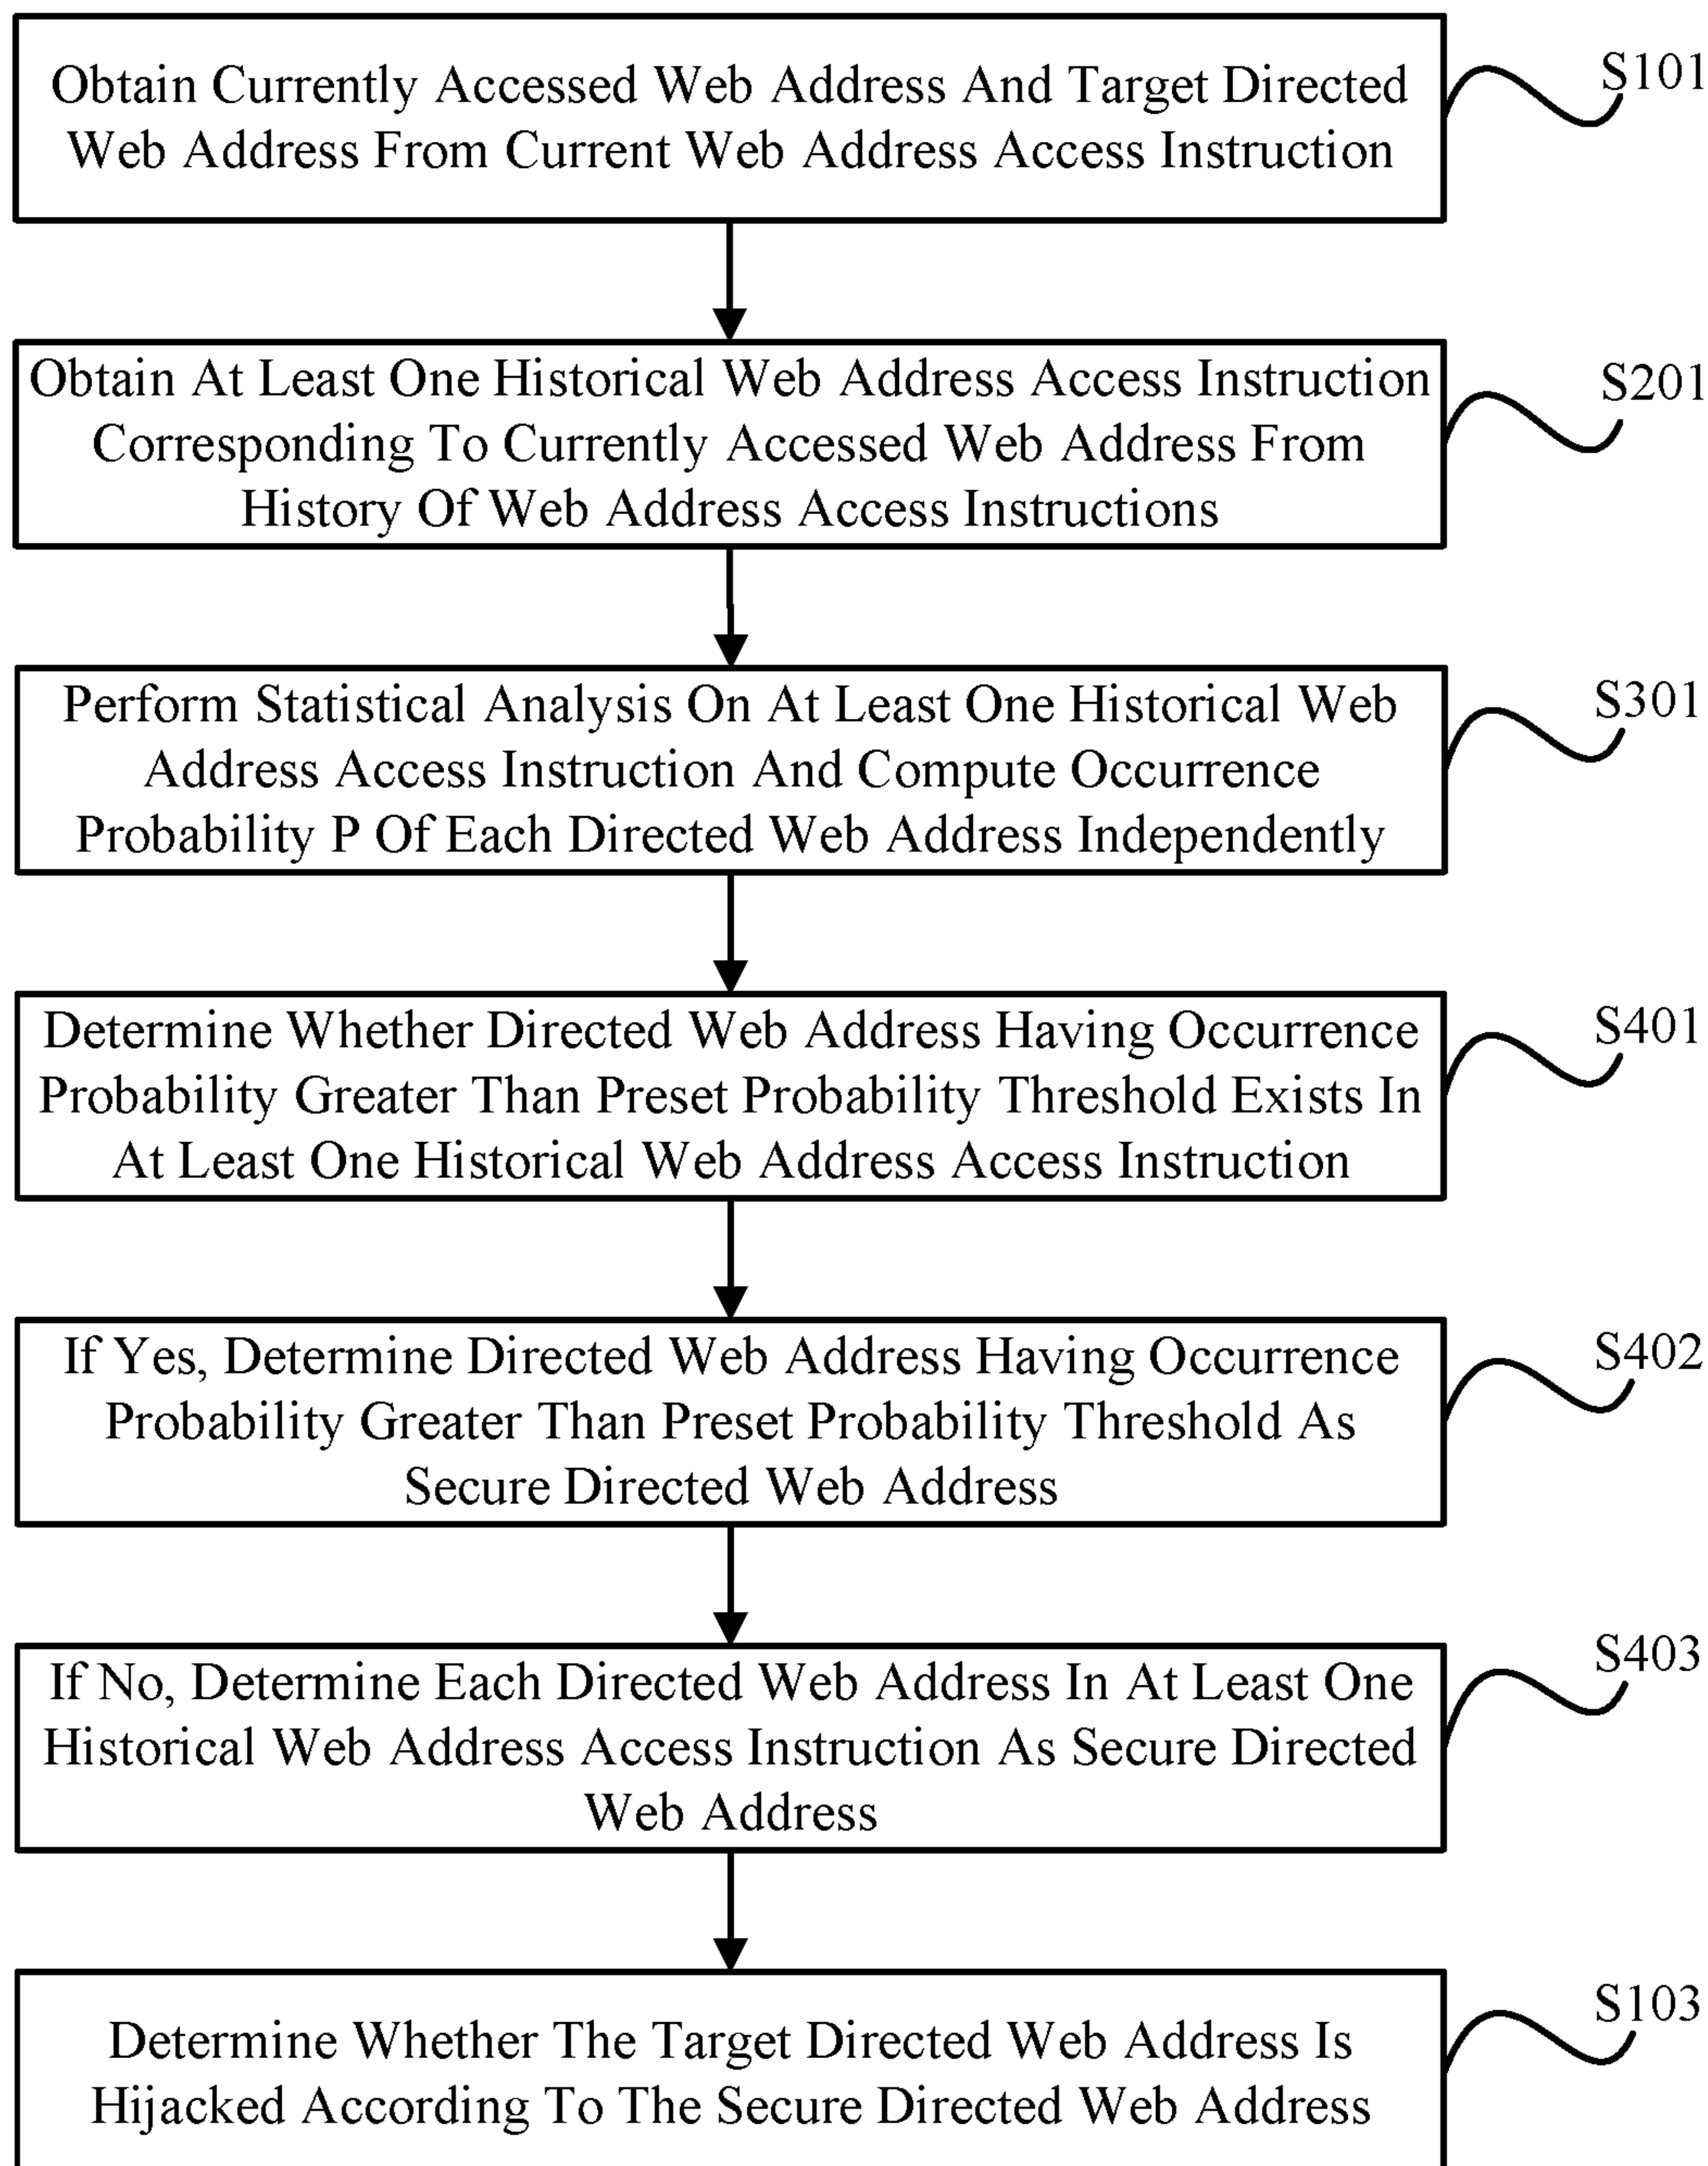 Obtain Currently Accessed Web Address And Target Directed
Web Address From Current Web Address Access Instruction
S101
Obtain At Least One Historical Web Address Access Instruction
Corresponding To Currently Accessed Web Address From
History Of Web Address Access Instructions
S201
Perform Statistical Analysis On At Least One Historical Web
Address Access Instruction And Compute Occurrence
Probability P Of Each Directed Web Address Independently
S301
Determine Whether Directed Web Address Having Occurrence
Probability Greater Than Preset Probability Threshold Exists In
At Least One Historical Web Address Access Instruction
S401
If Yes, Determine Directed Web Address Having Occurrence
Probability Greater Than Preset Probability Threshold As
Secure Directed Web Address
S402
If No, Determine Each Directed Web Address In At Least One
Historical Web Address Access Instruction As Secure Directed
Web Address
S403
Determine Whether The Target Directed Web Address Is
Hijacked According To The Secure Directed Web Address
S103